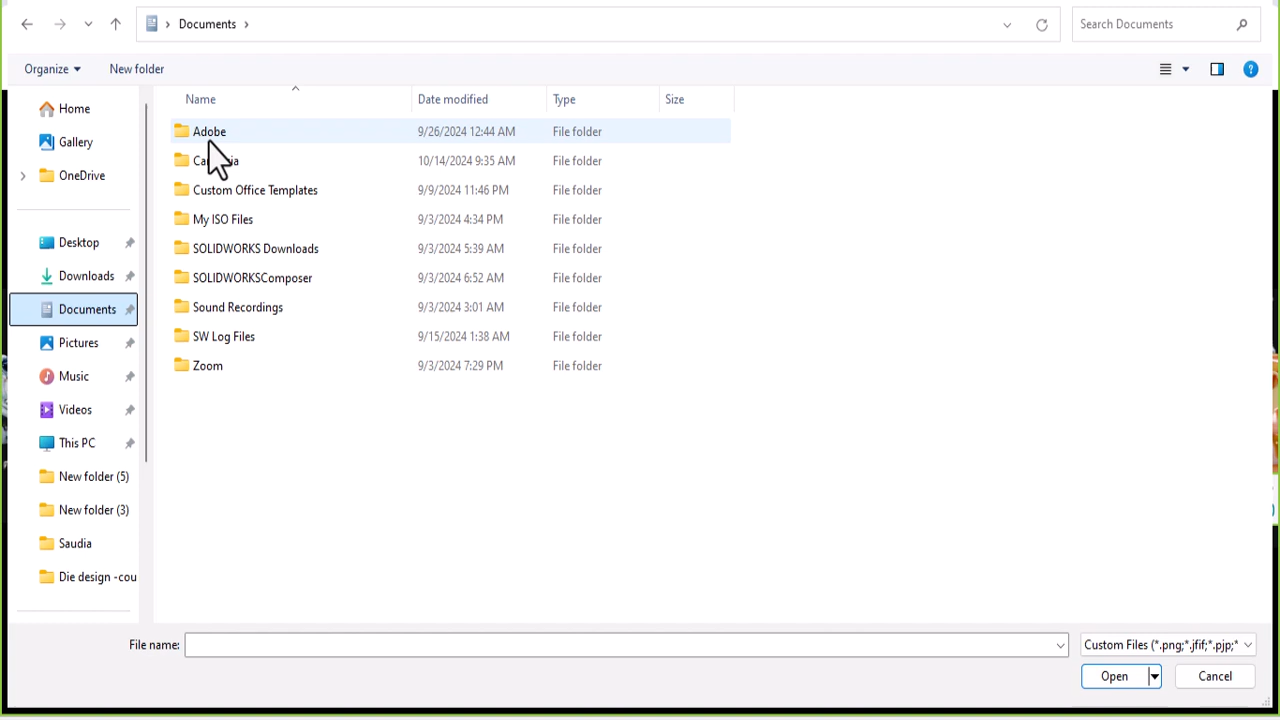 Documents
Search Documents
Organize
New folder
Name
Date modified
Type
Size
Home
Gallery
OneDrive
Desktop
Downloads
Documents
Pictures
Music
Videos
This PC
New folder (5)
New folder (3)
Saudia
Die design -cou
Adobe 9/26/2024 12:44 AM File folder
10/14/2024 9:35 AM File folder
Custom Office Templates 9/9/2024 11:46 PM File folder
My ISO Files 9/3/2024 4:34 PM File folder
SOLIDWORKS Downloads 9/3/2024 5:39 AM File folder
SOLIDWORKSComposer 9/3/2024 6:52 AM File folder
Sound Recordings 9/3/2024 3:01 AM File folder
SW Log Files 9/15/2024 1:38 AM File folder
Zoom 9/3/2024 7:29 PM File folder
File name:
Custom Files (*.png;*.jfif;*.pjp;*
Open
Cancel